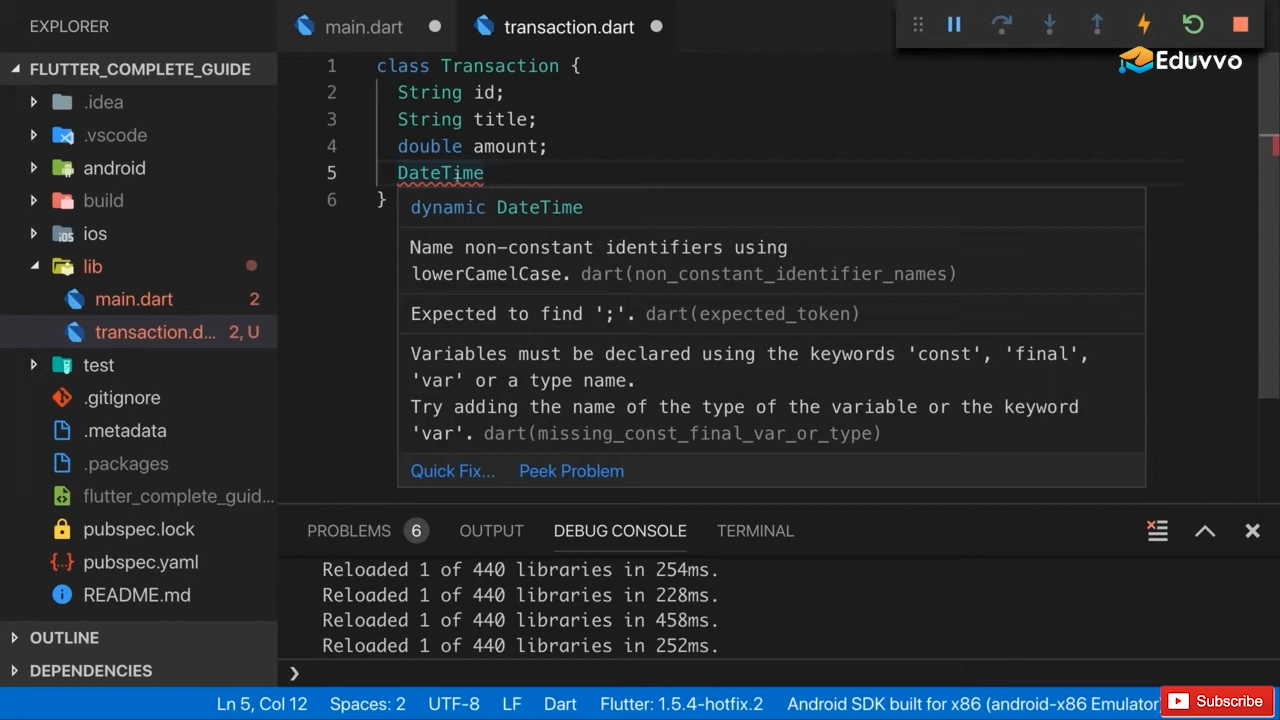 EXPLORER
main.dart
transaction.dart
Eduvvo
FLUTTER_COMPLETE_GUIDE
.idea
.vscode
android
build
ios
lib
main.dart 2
transaction.d... 2, U
test
.gitignore
.metadata
.packages
flutter_complete_guid...
pubspec.lock
pubspec.yaml
README.md
OUTLINE
DEPENDENCIES
1 class Transaction {
2 String id;
3 String title;
4 double amount;
5 DateTime
6 }
dynamic DateTime
Name non-constant identifiers using
lowerCamelCase. dart(non_constant_identifier_names)
Expected to find ';'. dart(expected_token)
Variables must be declared using the keywords 'const', 'final',
'var' or a type name.
Try adding the name of the type of the variable or the keyword
'var'. dart(missing_const_final_var_or_type)
Quick Fix... Peek Problem
PROBLEMS 6 OUTPUT DEBUG CONSOLE TERMINAL
Reloaded 1 of 440 libraries in 254ms.
Reloaded 1 of 440 libraries in 228ms.
Reloaded 1 of 440 libraries in 458ms.
Reloaded 1 of 440 libraries in 252ms.
Ln 5, Col 12 Spaces: 2 UTF-8 LF Dart Flutter: 1.5.4-hotfix.2 Android SDK built for x86 (android-x86 Emulator)
Subscribe